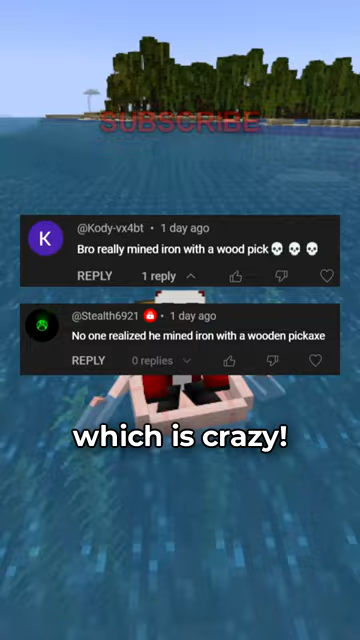 SUBSCRIBE
K
@Kody-vx4bt • 1 day ago
Bro really mined iron with a wood pick💀💀💀
REPLY 1 reply
@Stealth6921 • 1 day ago
No one realized he mined iron with a wooden pickaxe
REPLY 0 replies
which is crazy!